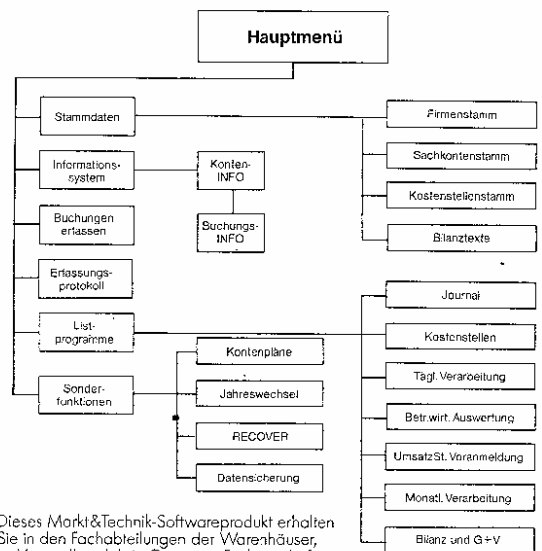 Hauptmenü
Stammdaten
Informations-
system
Buchungen
erfassen
Erfassungs-
protokoll
List-
programme
Sonder-
funktionen
Konten-
INFO
Buchungs-
INFO
Kontenpläne
Jahreswechsel
RECOVER
Datensicherung
Firmenstamm
Sachkontenstamm
Kostenstellenstamm
Bilanztexte
Journal
Kostenstellen
Tägl. Verarbeitung
Betr.wirt. Auswertung
UmsatzSt. Voranmeldung
Monatl. Verarbeitung
Bilanz und G+V
Dieses Markt&Technik-Softwareprodukt erhalten
Sie in den Fachabteilungen der Warenhäuser,